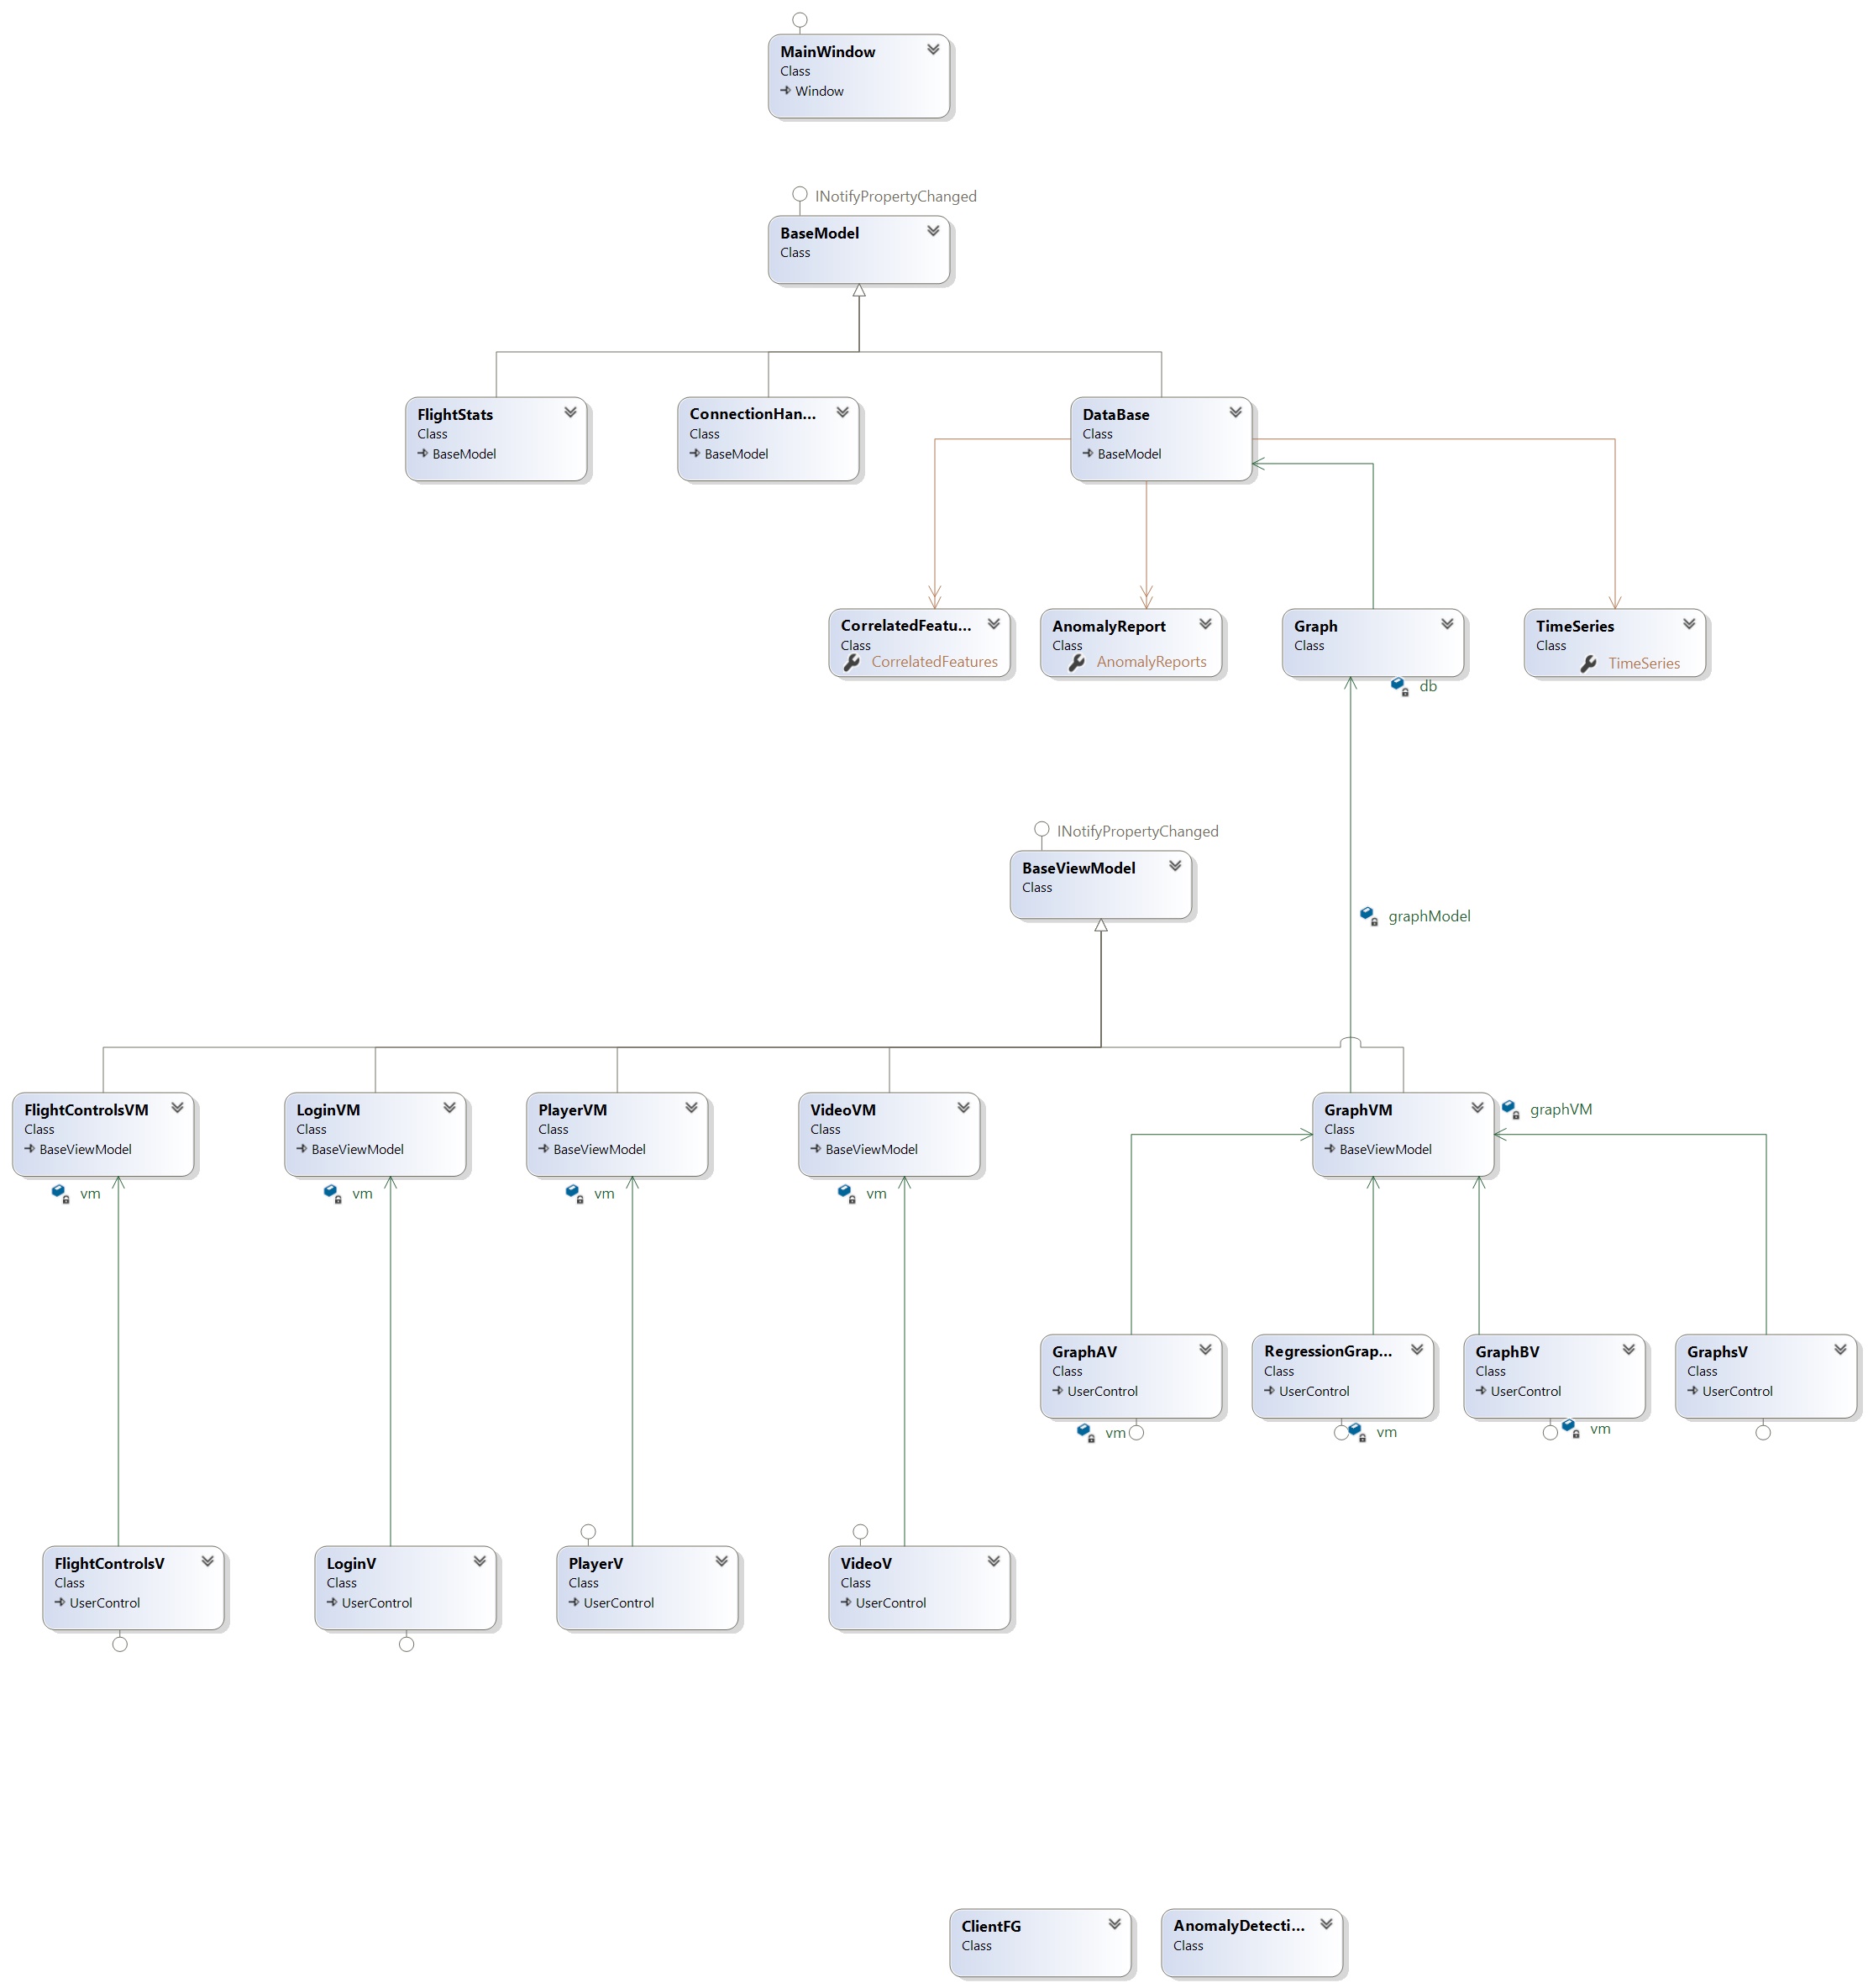 MainWindow
Class
Window
INotifyPropertyChanged
BaseModel
Class
FlightStats
Class
BaseModel
ConnectionHan...
Class
BaseModel
DataBase
Class
BaseModel
CorrelatedFeatu...
Class
CorrelatedFeatures
AnomalyReport
Class
AnomalyReports
Graph
Class
db
TimeSeries
Class
TimeSeries
INotifyPropertyChanged
BaseViewModel
Class
graphModel
FlightControlsVM
Class
BaseViewModel
vm
LoginVM
Class
BaseViewModel
vm
PlayerVM
Class
BaseViewModel
vm
VideoVM
Class
BaseViewModel
vm
GraphVM
Class
BaseViewModel
graphVM
GraphAV
Class
UserControl
vm
RegressionGrap...
Class
UserControl
vm
GraphBV
Class
UserControl
vm
GraphsV
Class
UserControl
FlightControlsV
Class
UserControl
LoginV
Class
UserControl
PlayerV
Class
UserControl
VideoV
Class
UserControl
ClientFG
Class
AnomalyDetecti...
Class